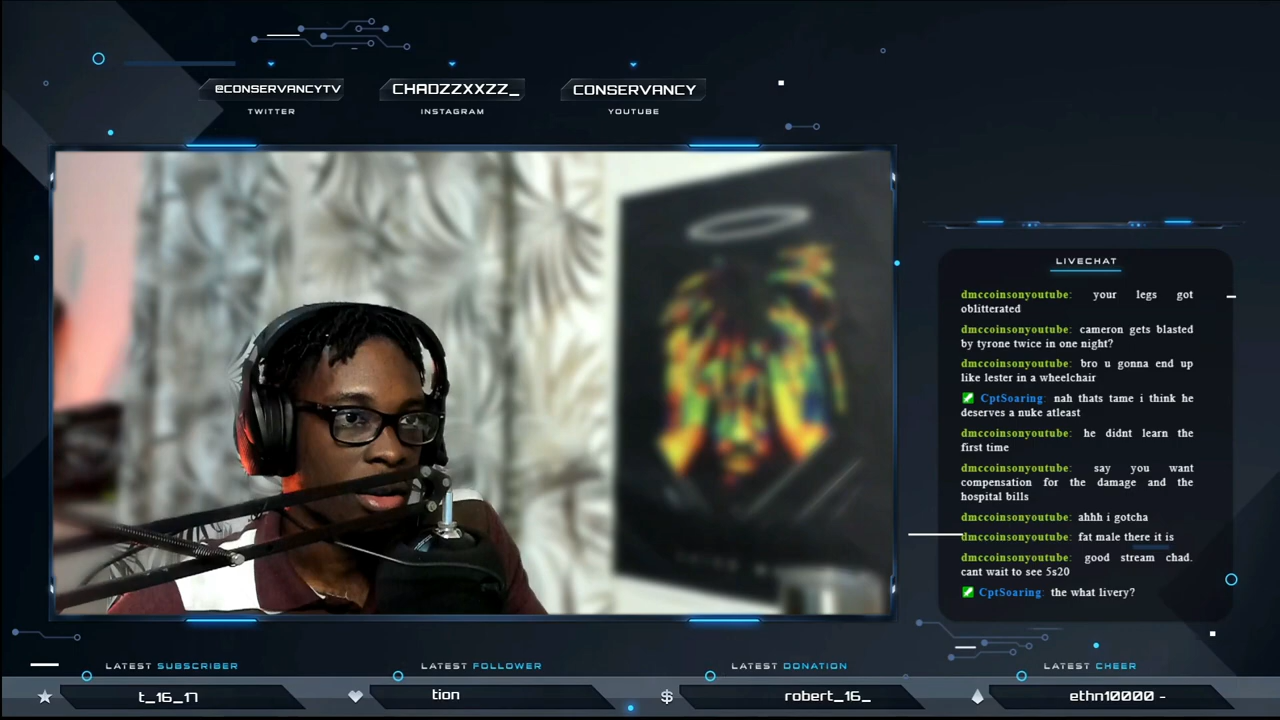 @CONSERVANCYTV
TWITTER
CHADZZXXZZ_
INSTAGRAM
CONSERVANCY
YOUTUBE
LIVECHAT
dmccoinsonyoutube: your legs got
oblitterated
dmccoinsonyoutube: cameron gets blasted
by tyrone twice in one night?
dmccoinsonyoutube: bro u gonna end up
like lester in a wheelchair
CptSoaring: nah thats tame i think he
deserves a nuke atleast
dmccoinsonyoutube: he didnt learn the
first time
dmccoinsonyoutube: say you want
compensation for the damage and the
hospital bills
dmccoinsonyoutube: ahhh i gotcha
dmccoinsonyoutube: fat male there it is
dmccoinsonyoutube: good stream chad.
cant wait to see 5s20
CptSoaring: the what livery?
LATEST SUBSCRIBER
t_16_17
LATEST FOLLOWER
tion
LATEST DONATION
robert_16_
LATEST CHEER
ethn10000 -